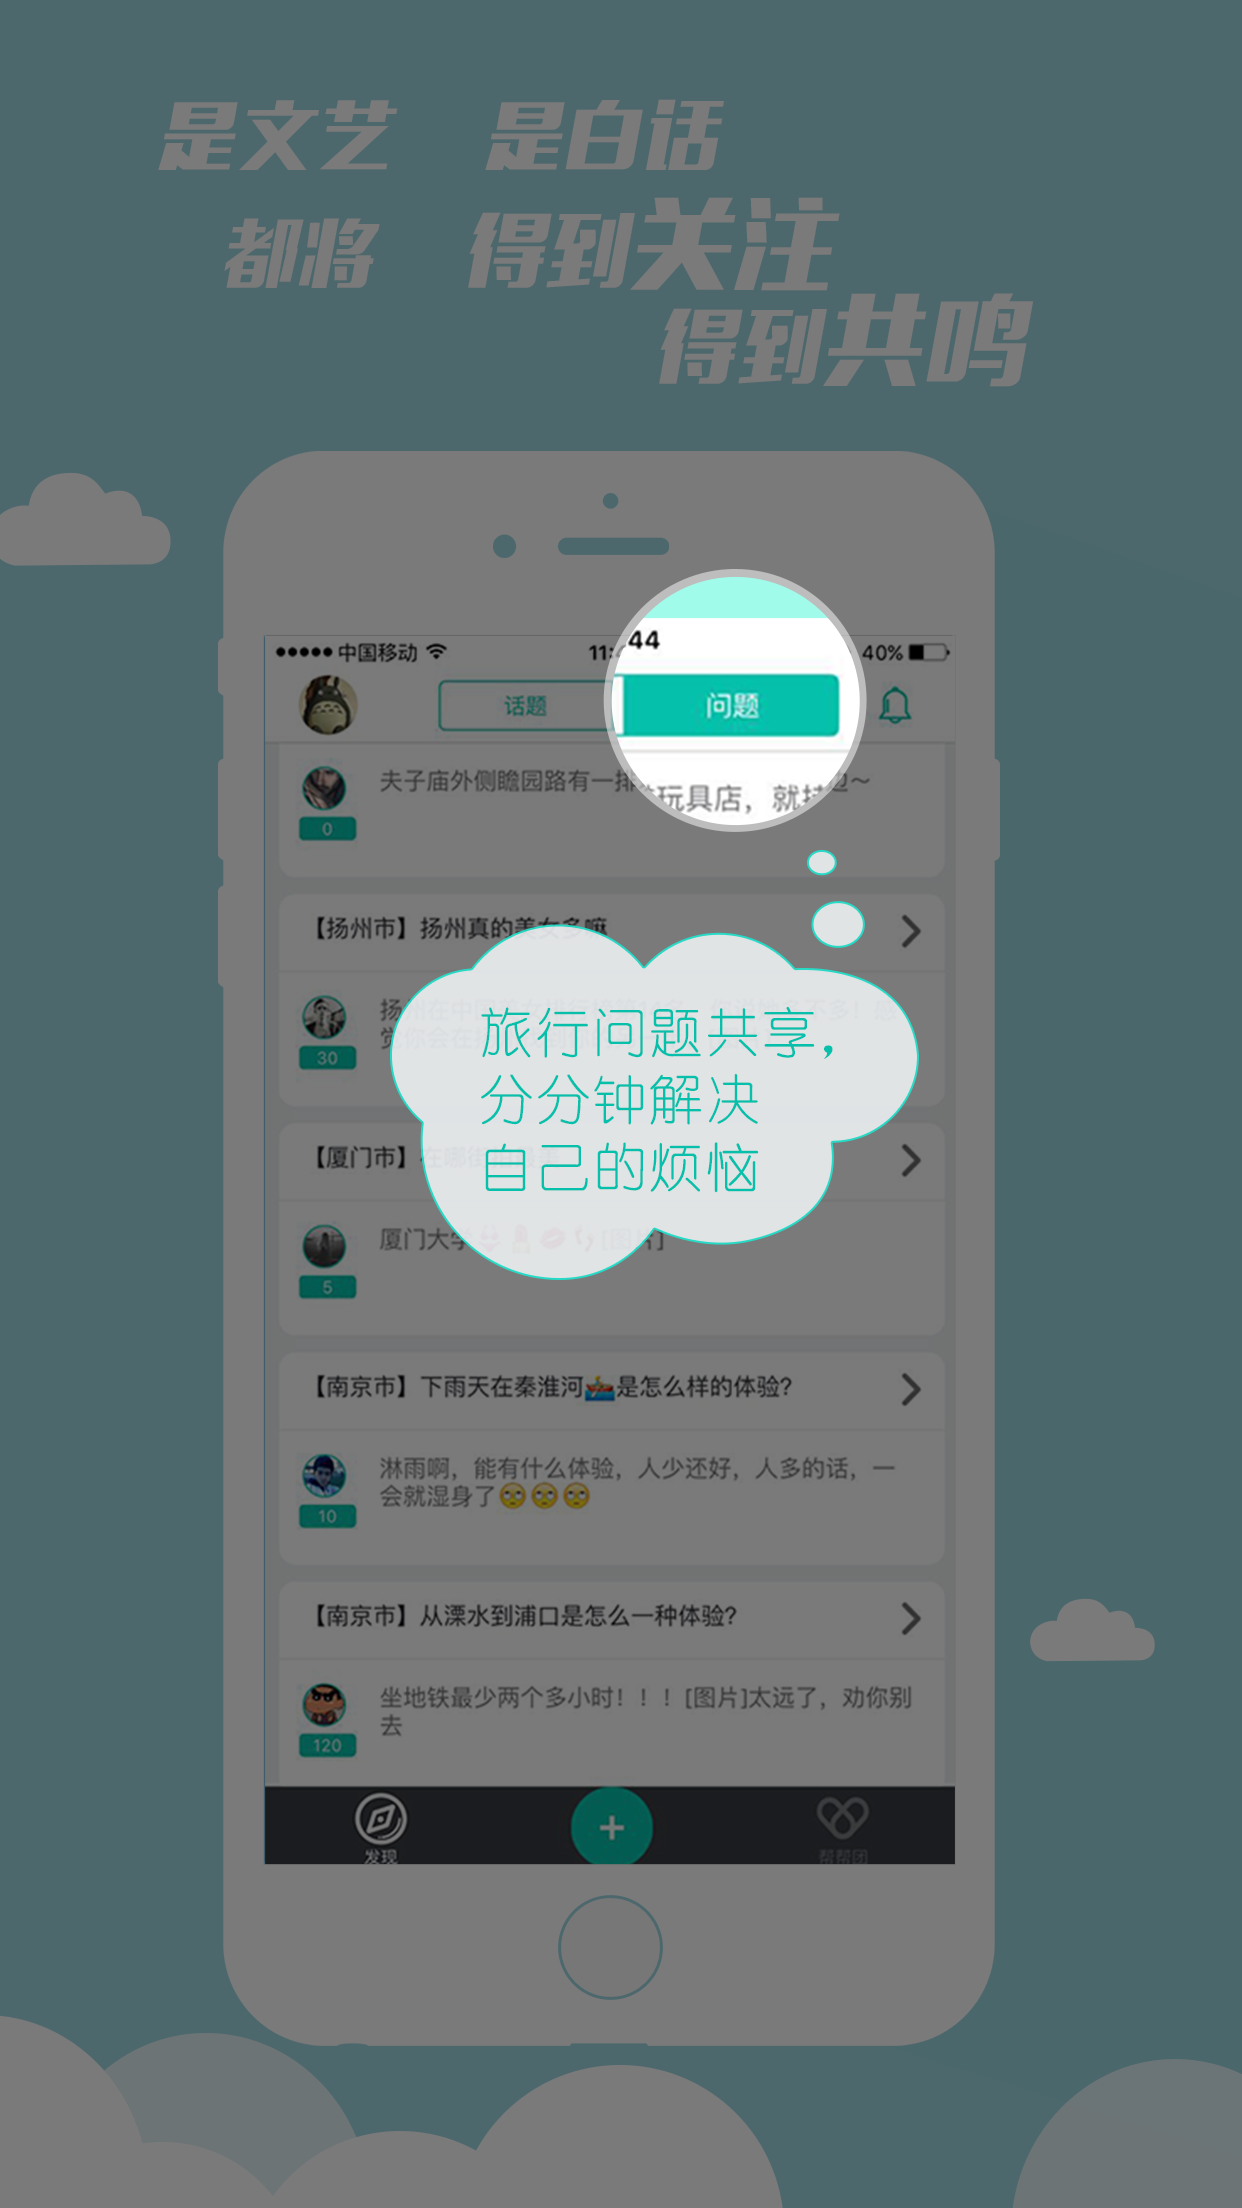 是文艺 是白话
都将 得到关注
得到共鸣
中国移动 11: 44 40%
话题 问题
夫子庙外侧瞻园路有一排 玩具店，就
0
【扬州市】扬州真的美女多嘛
30
旅行问题共享，
分分钟解决
自己的烦恼
【厦门市】
厦门大学 [图片]
5
【南京市】下雨天在秦淮河🚣是怎么样的体验?
淋雨啊，能有什么体验，人少还好，人多的话，一
会就湿身了🙄🙄🙄
10
【南京市】从溧水到浦口是怎么一种体验?
坐地铁最少两个多小时！！！[图片]太远了，劝你别
去
120
发现 + 帮帮团